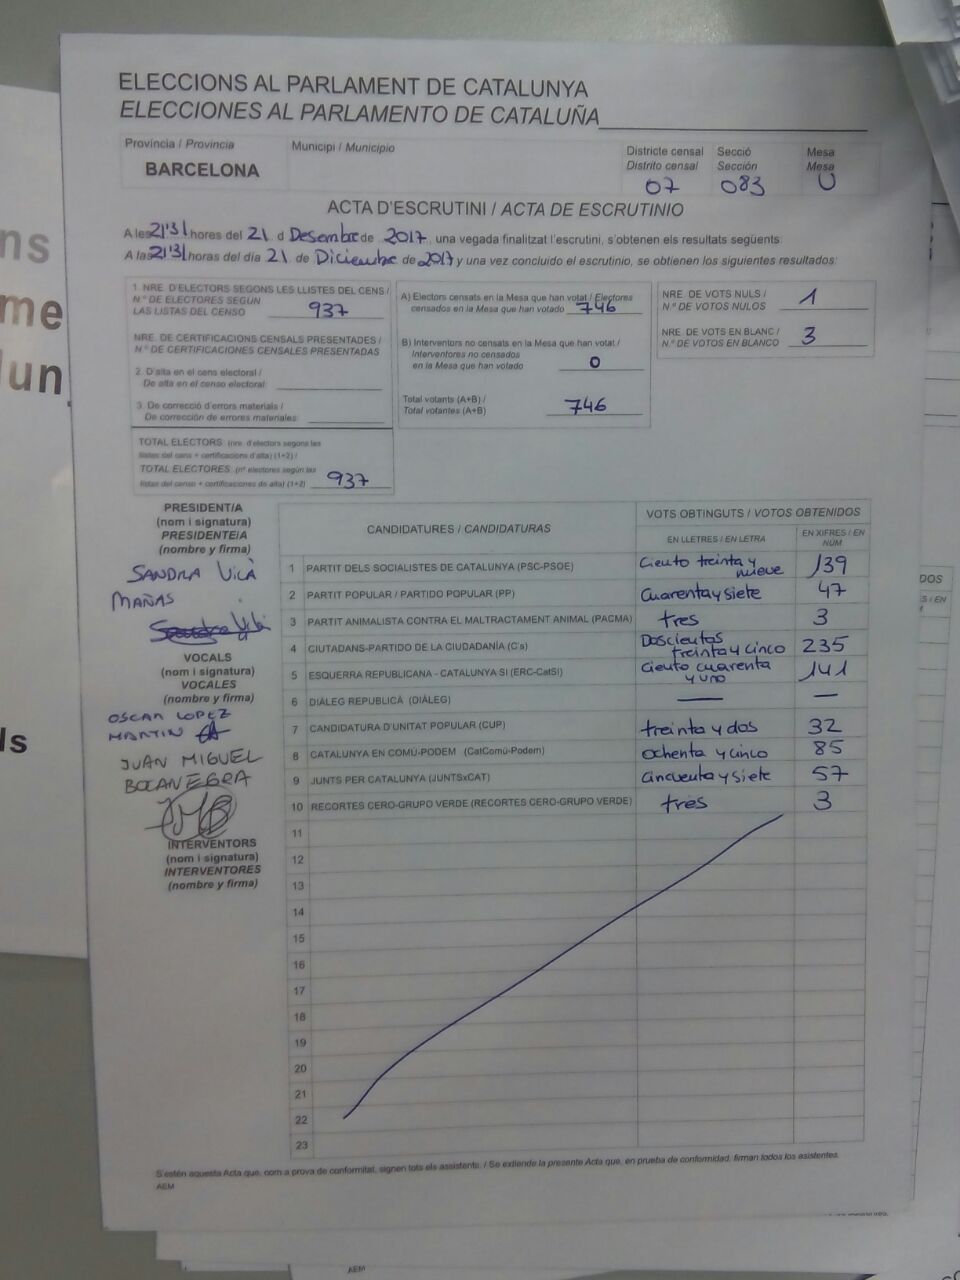 ELECCIONS AL PARLAMENT DE CATALUNYA
ELECCIONES AL PARLAMENTO DE CATALUÑA
Provincia / Provincia
BARCELONA
Municipi / Municipio
Districte censal
Distrito censal
07
Secció
Sección
083
Mesa
Mesa
U
ACTA D'ESCRUTINI / ACTA DE ESCRUTINIO
A les 21'31 hores del 21 d Desembre de 2017, una vegada finalitzat l'escrutini, s'obtenen els resultats següents:
A las 21'31 horas del día 21 de Diciembre de 2017 y una vez concluido el escrutinio, se obtienen los siguientes resultados:
1. NRE. D'ELECTORS SEGONS LES LLISTES DEL CENS /
N.º DE ELECTORES SEGÚN
LAS LISTAS DEL CENSO 937
NRE. DE CERTIFICACIONS CENSALS PRESENTADES /
N.º DE CERTIFICACIONES CENSALES PRESENTADAS
2. D'alta en el cens electoral /
De alta en el censo electoral:
3. De correcció d'errors materials /
De corrección de errores materiales:
TOTAL ELECTORS: (nre. d'electors segons les
llistes del cens + certificacions d'alta) (1+2) /
TOTAL ELECTORES: (nº electores según las
listas del censo + certificaciones de alta) (1+2) 937
A) Electors censats en la Mesa que han votat / Electores
censados en la Mesa que han votado 746
B) Interventors no censats en la Mesa que han votat /
Interventores no censados
en la Mesa que han votado 0
Total votants (A+B) /
Total votantes (A+B) 746
NRE. DE VOTS NULS /
N.º DE VOTOS NULOS 1
NRE. DE VOTS EN BLANC /
N.º DE VOTOS EN BLANCO 3
PRESIDENT/A
(nom i signatura)
PRESIDENTE/A
(nombre y firma)
SANDRA VILÀ
MAÑAS
VOCALS
(nom i signatura)
VOCALES
(nombre y firma)
OSCAR LOPEZ
MARTIN
JUAN MIGUEL
BOCANEGRA
INTERVENTORS
(nom i signatura)
INTERVENTORES
(nombre y firma)
CANDIDATURES / CANDIDATURAS
VOTS OBTINGUTS / VOTOS OBTENIDOS
EN LLETRES / EN LETRA
EN XIFRES / EN NÚM
1 PARTIT DELS SOCIALISTES DE CATALUNYA (PSC-PSOE) Ciento treinta y nueve 139
2 PARTIT POPULAR / PARTIDO POPULAR (PP) Cuarenta y siete 47
3 PARTIT ANIMALISTA CONTRA EL MALTRACTAMENT ANIMAL (PACMA) tres 3
4 CIUTADANS-PARTIDO DE LA CIUDADANÍA (C's) Doscientos treinta y cinco 235
5 ESQUERRA REPUBLICANA - CATALUNYA SI (ERC-CatSí) Ciento cuarenta y uno 141
6 DIÀLEG REPUBLICÀ (DIÀLEG) — —
7 CANDIDATURA D'UNITAT POPULAR (CUP) treinta y dos 32
8 CATALUNYA EN COMÚ-PODEM (CatComú-Podem) ochenta y cinco 85
9 JUNTS PER CATALUNYA (JUNTSxCAT) Cincuenta y siete 57
10 RECORTES CERO-GRUPO VERDE (RECORTES CERO-GRUPO VERDE) tres 3
11
12
13
14
15
16
17
18
19
20
21
22
23
S'estén aquesta Acta que, com a prova de conformitat, signen tots els assistents. / Se extiende la presente Acta que, en prueba de conformidad, firman todos los asistentes.
AEM
AEM